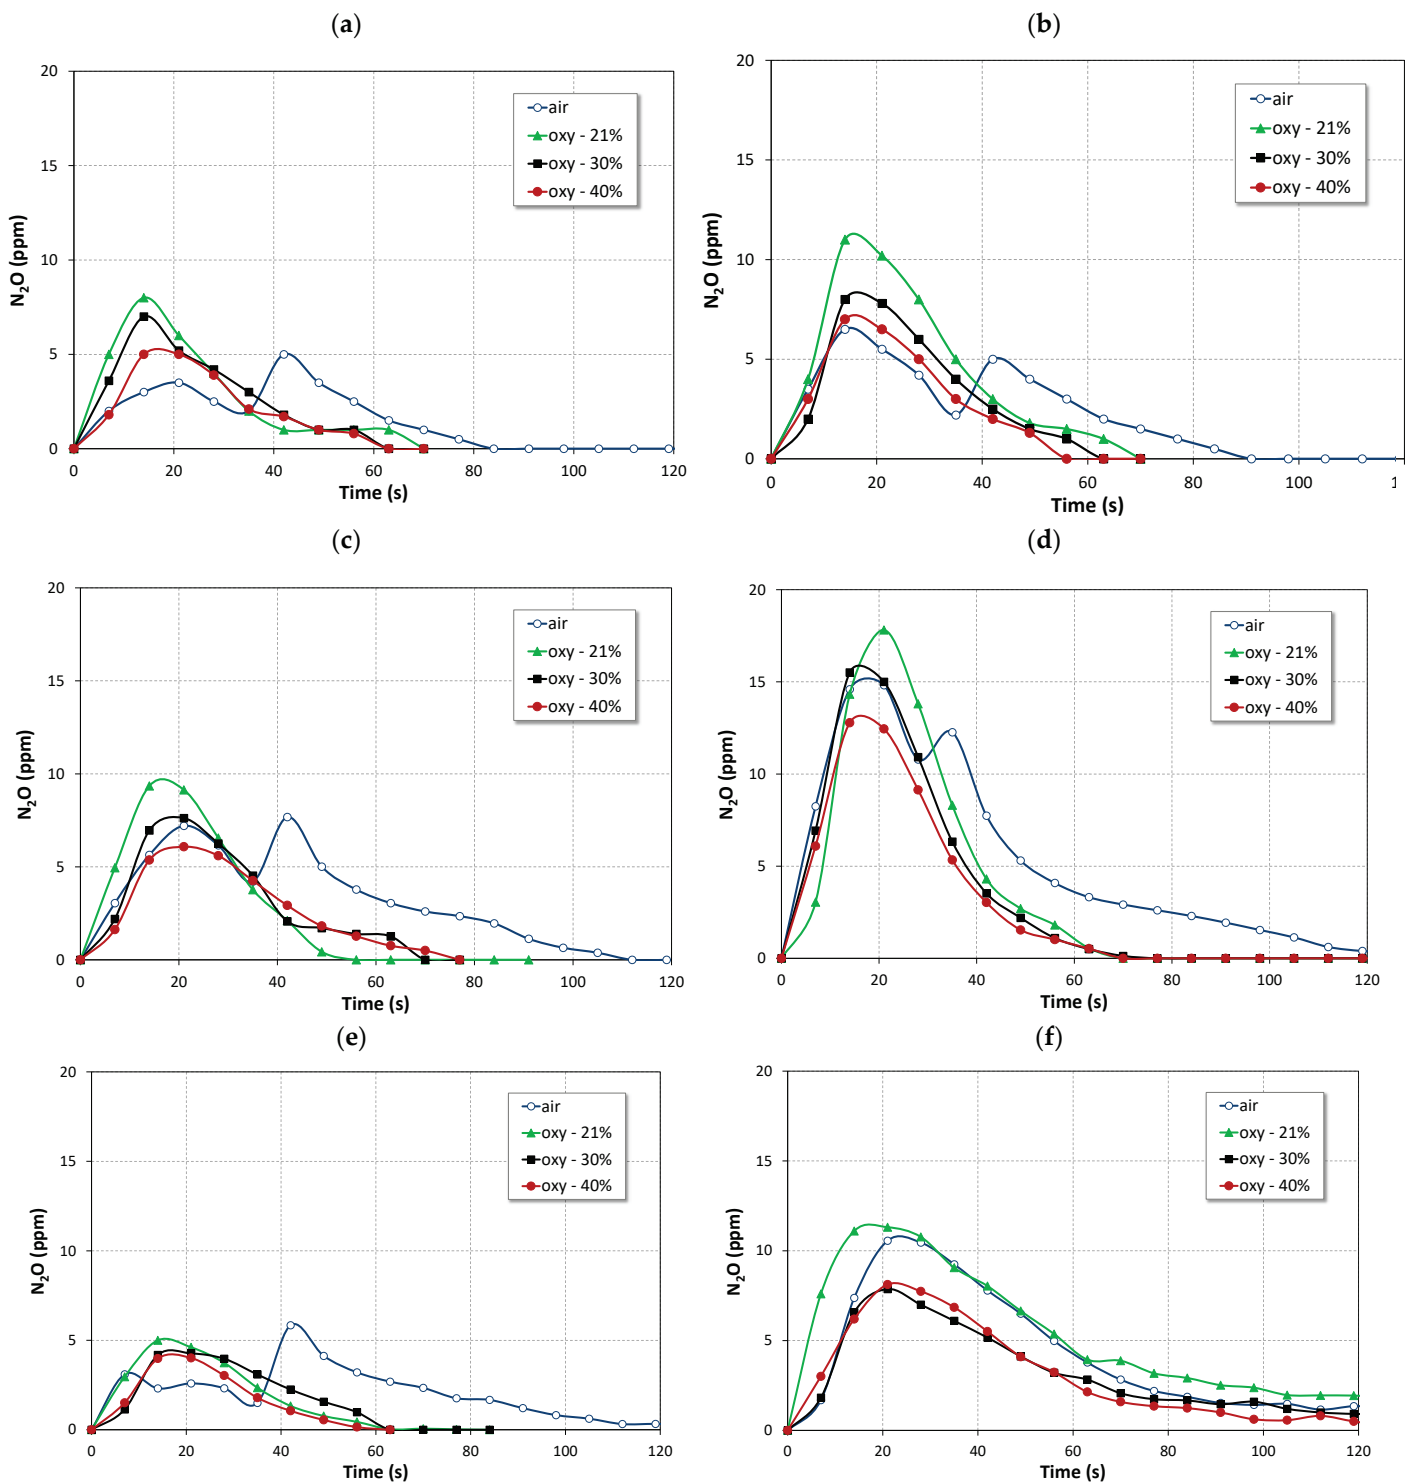 (a)
20
15
10
5
0
0 20 40 60 80 100 120
N₂O (ppm)
Time (s)
air
oxy - 21%
oxy - 30%
oxy - 40%
(b)
20
15
10
5
0
0 20 40 60 80 100 1
N₂O (ppm)
Time (s)
air
oxy - 21%
oxy - 30%
oxy - 40%
(c)
20
15
10
5
0
0 20 40 60 80 100 120
N₂O (ppm)
Time (s)
air
oxy - 21%
oxy - 30%
oxy - 40%
(d)
20
15
10
5
0
0 20 40 60 80 100 120
N₂O (ppm)
Time (s)
air
oxy - 21%
oxy - 30%
oxy - 40%
(e)
20
15
10
5
0
0 20 40 60 80 100 120
N₂O (ppm)
Time (s)
air
oxy - 21%
oxy - 30%
oxy - 40%
(f)
20
15
10
5
0
0 20 40 60 80 100 120
N₂O (ppm)
Time (s)
air
oxy - 21%
oxy - 30%
oxy - 40%